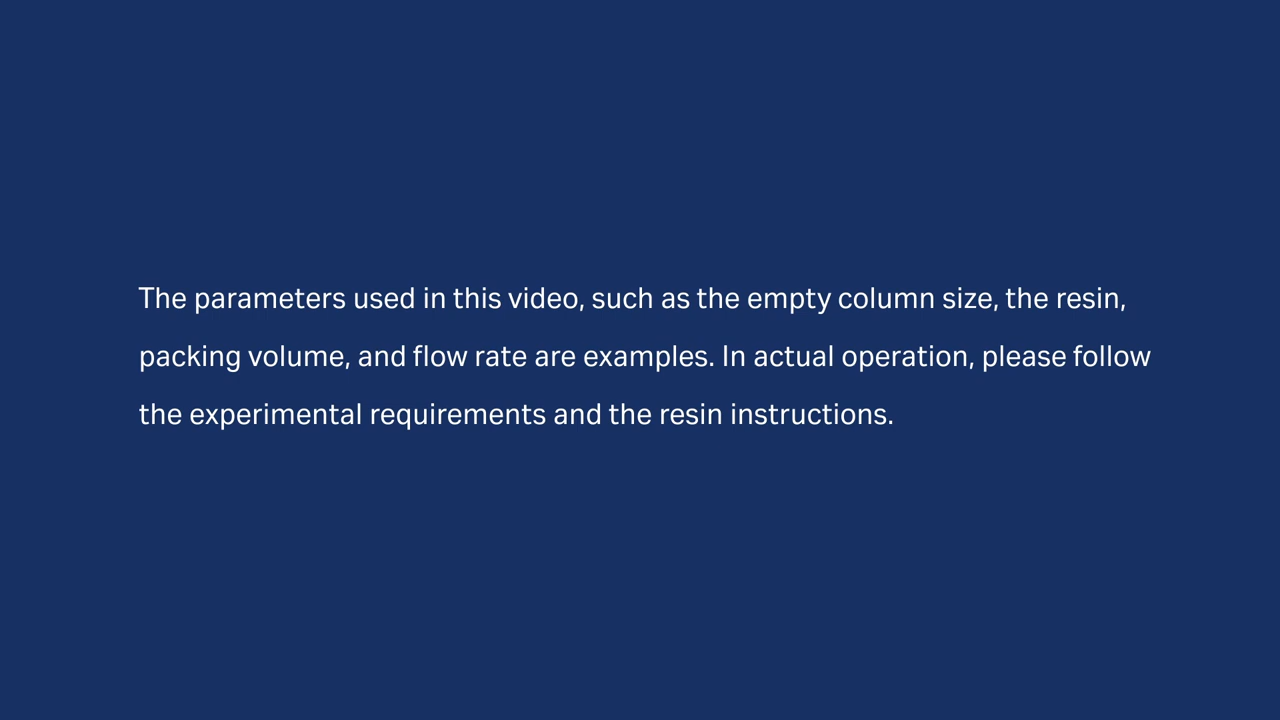 The parameters used in this video, such as the empty column size, the resin,
packing volume, and flow rate are examples. In actual operation, please follow
the experimental requirements and the resin instructions.